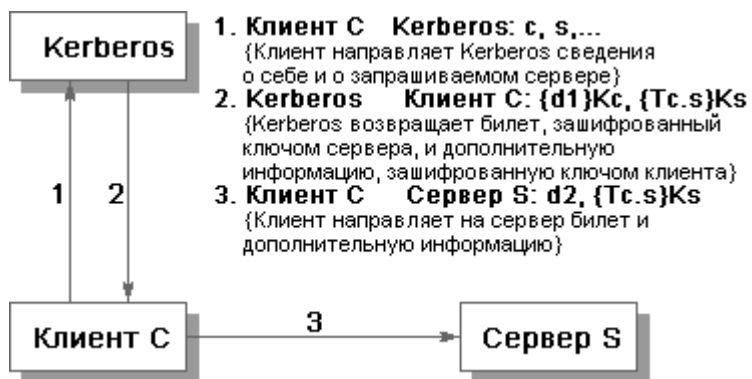 Kerberos
1. Клиент С Kerberos: c, s,...
{Клиент направляет Kerberos сведения
о себе и о запрашиваемом сервере}
2. Kerberos Клиент С: {d1}Kc, {Tc.s}Ks
{Kerberos возвращает билет, зашифрованный
ключом сервера, и дополнительную
информацию, зашифрованную ключом клиента}
3. Клиент С Сервер S: d2, {Tc.s}Ks
{Клиент направляет на сервер билет и
дополнительную информацию}
1 2
3
Клиент С
Сервер S